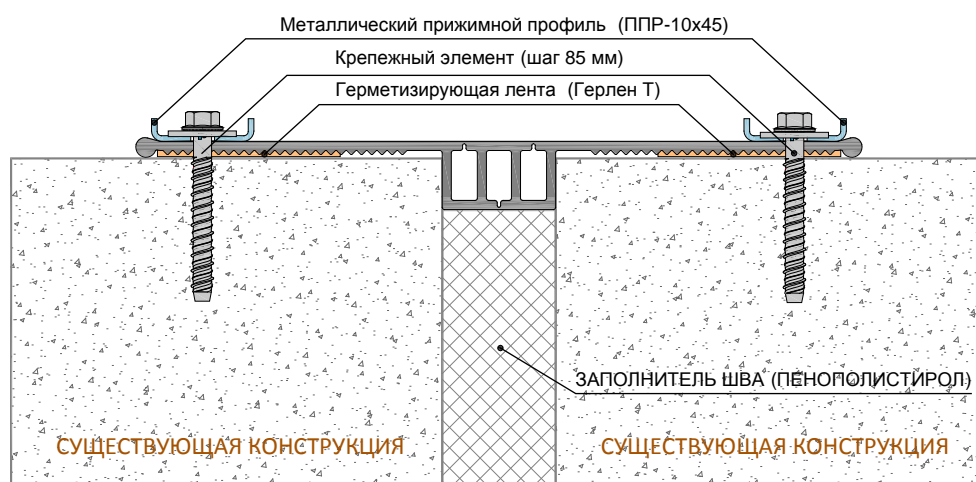 Металлический прижимной профиль (ППР-10х45)
Крепежный элемент (шаг 85 мм)
Герметизирующая лента (Герлен Т)
ЗАПОЛНИТЕЛЬ ШВА (ПЕНОПОЛИСТИРОЛ)
СУЩЕСТВУЮЩАЯ КОНСТРУКЦИЯ
СУЩЕСТВУЮЩАЯ КОНСТРУКЦИЯ